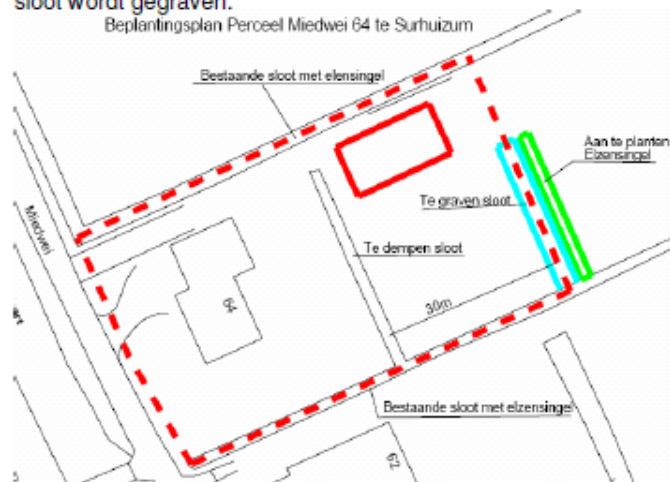 sloot wordt gegraven.
Beplantingsplan Perceel Miedwei 64 te Surhuizum
Bestaande sloot met elensingel
Aan te planten
Elzensingel
Te graven sloot
Miedwei
Te dempen sloot
64
30m
Bestaande sloot met elzensingel
62